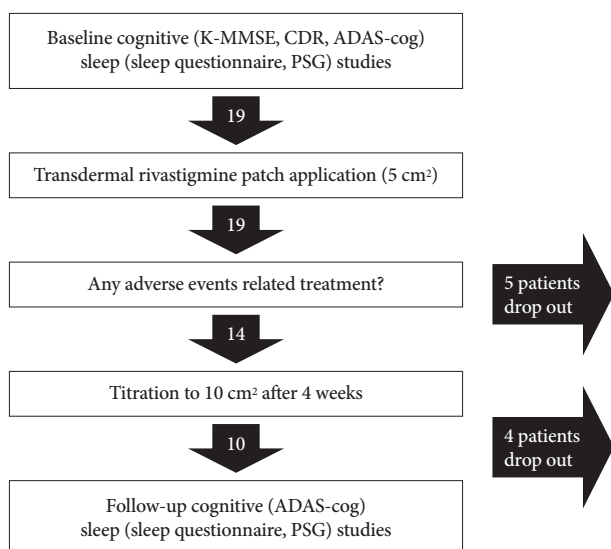 Baseline cognitive (K-MMSE, CDR, ADAS-cog)
sleep (sleep questionnaire, PSG) studies
19
Transdermal rivastigmine patch application (5 cm²)
19
Any adverse events related treatment?
5 patients
drop out
14
Titration to 10 cm² after 4 weeks
10
4 patients
drop out
Follow-up cognitive (ADAS-cog)
sleep (sleep questionnaire, PSG) studies